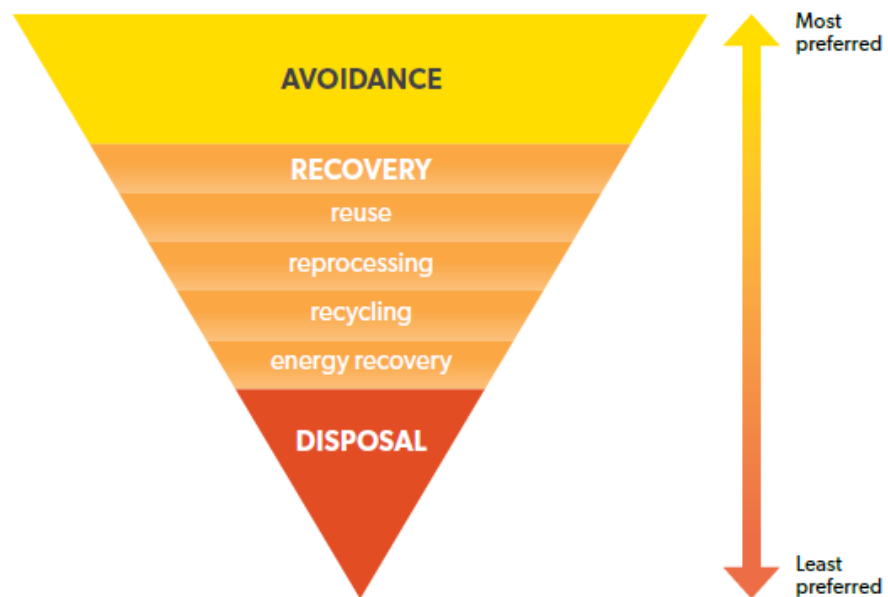 AVOIDANCE
RECOVERY
reuse
reprocessing
recycling
energy recovery
DISPOSAL
Most
preferred
Least
preferred